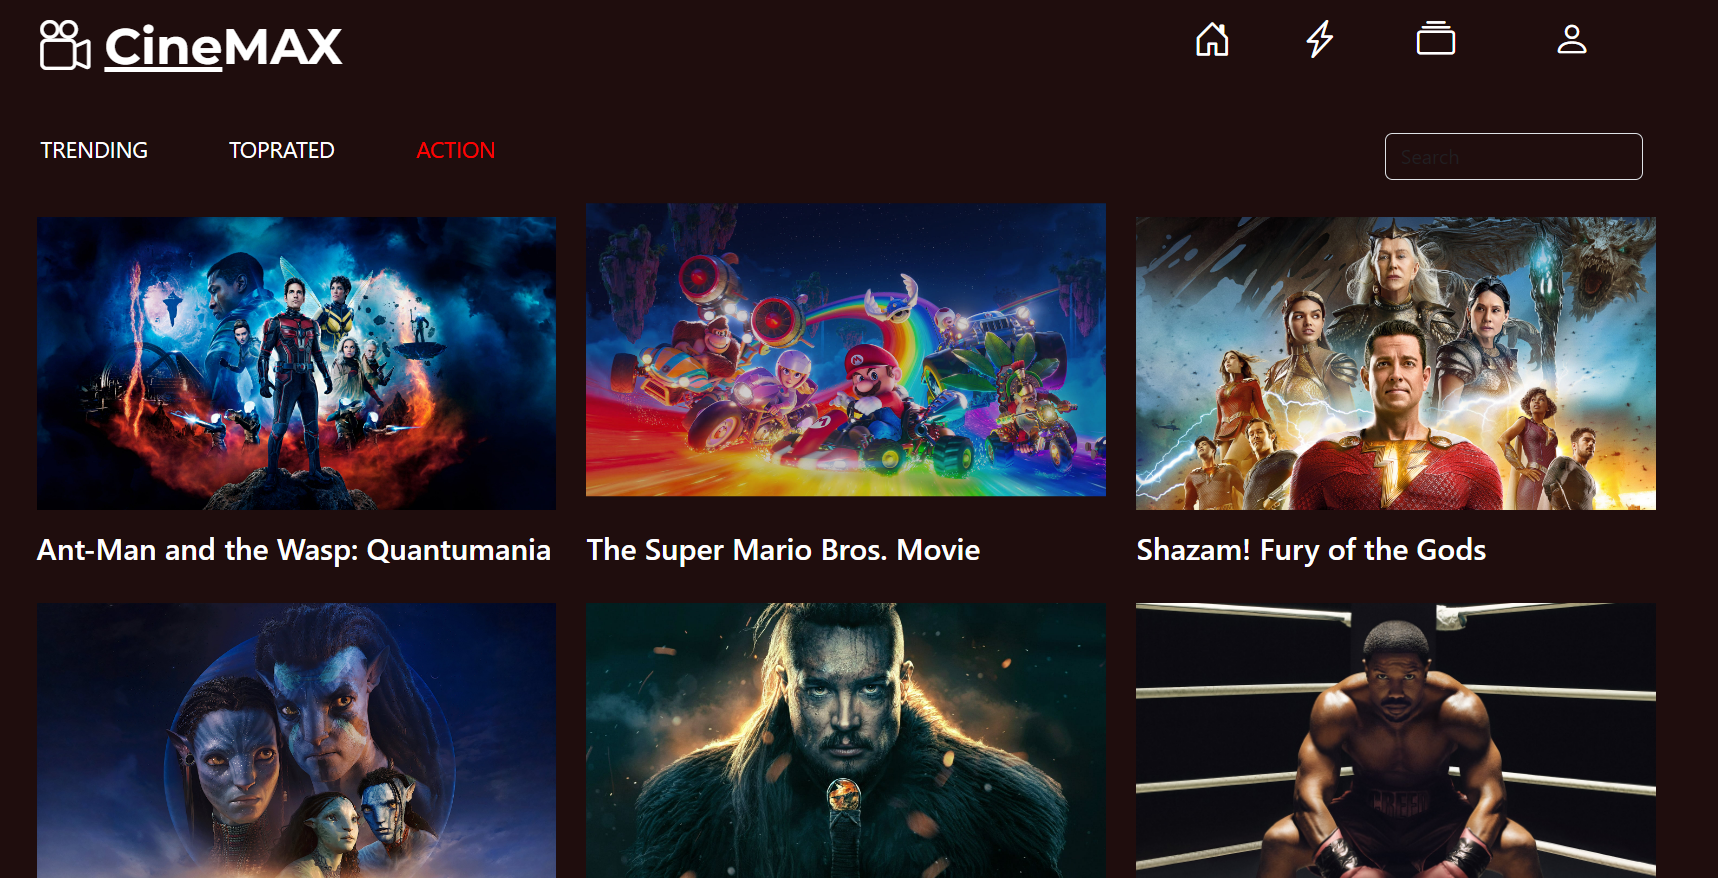 CineMAX
TRENDING
TOPRATED
ACTION
Search
Ant-Man and the Wasp: Quantumania
The Super Mario Bros. Movie
Shazam! Fury of the Gods